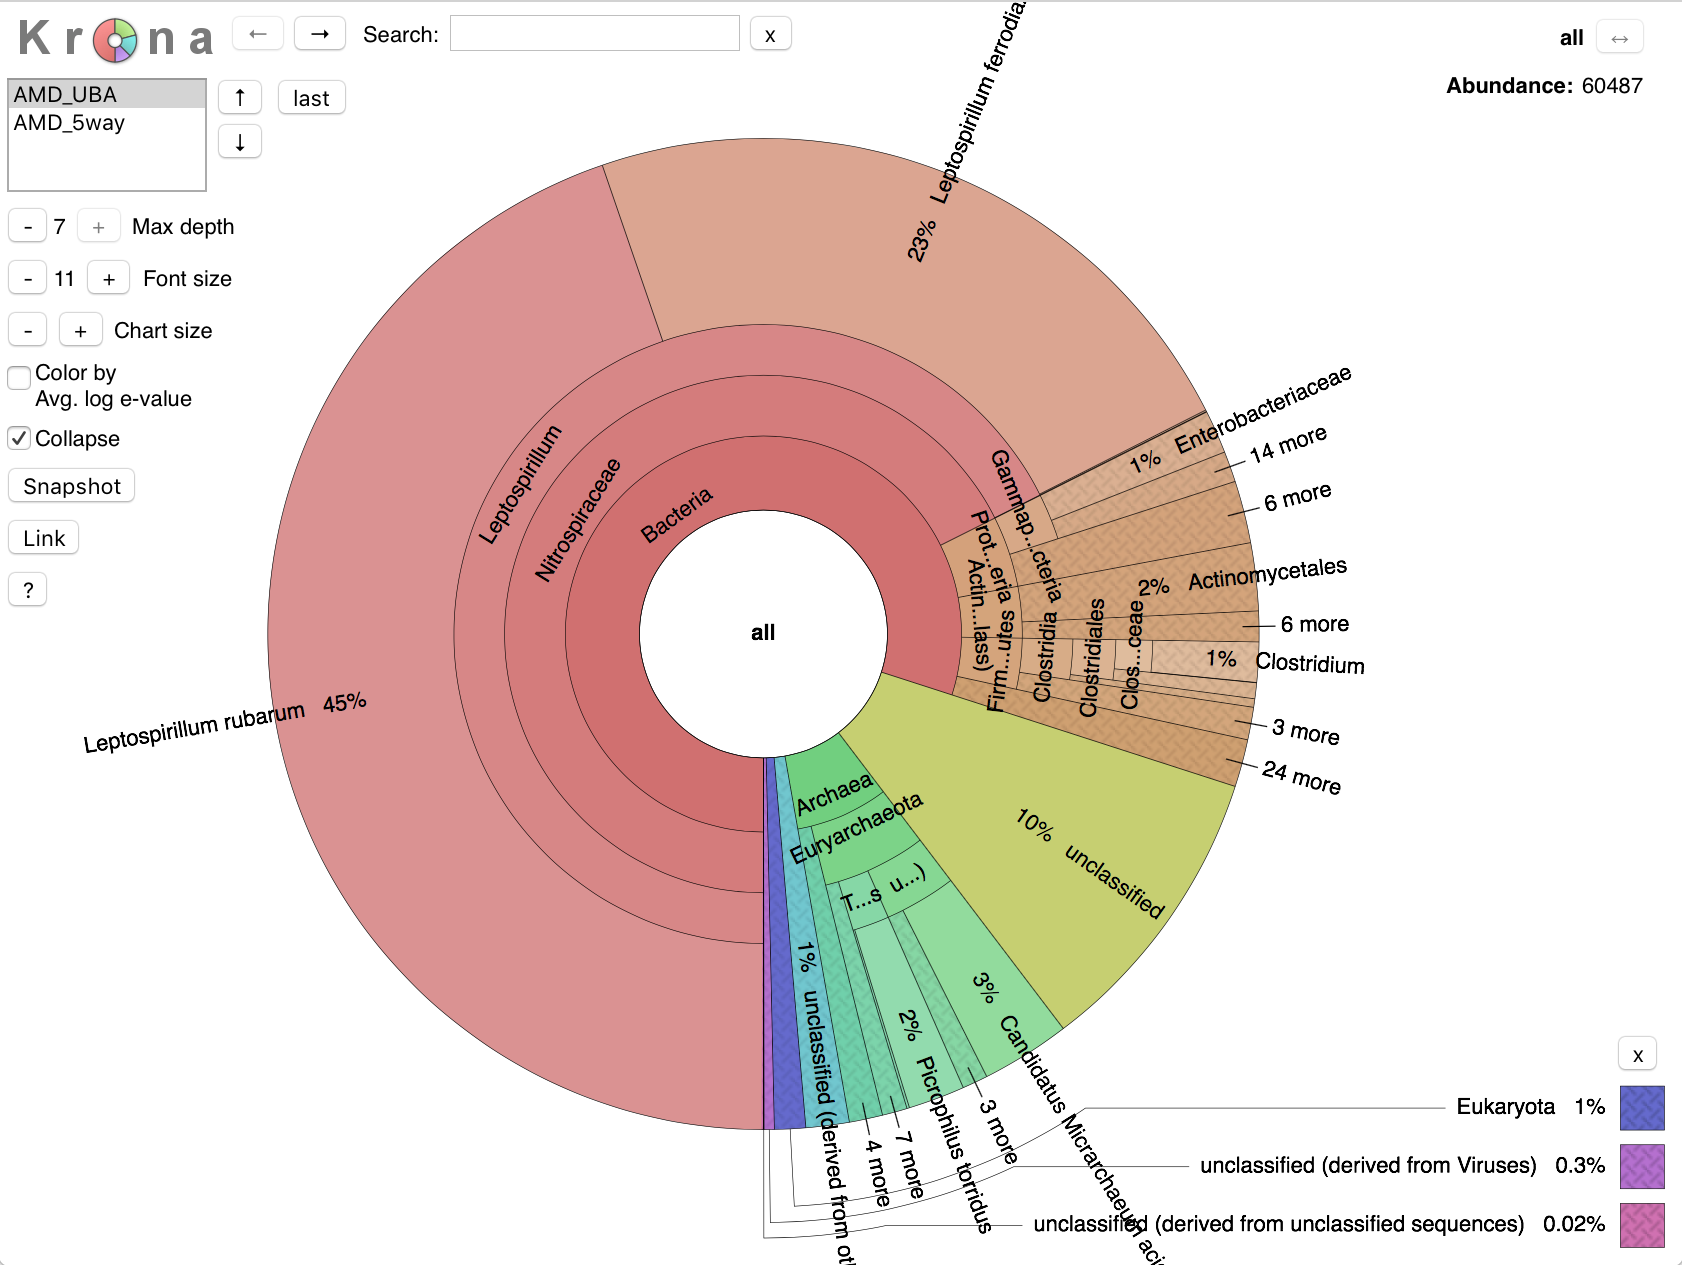 Krona
←
→
Search:
x
all
↔
Abundance: 60487
AMD_UBA
AMD_5way
↑
last
↓
- 7 + Max depth
- 11 + Font size
- + Chart size
Color by
Avg. log e-value
Collapse
Snapshot
Link
?
23% Leptospirillum ferrodia
1% Enterobacteriaceae
14 more
6 more
2% Actinomycetales
6 more
1% Clostridium
3 more
24 more
Gammap...cteria
Prot...eria
Actin...lass)
Firm...utes
Clostridia
Clostridiales
Clos...ceae
Leptospirillum
Nitrospiraceae
Bacteria
all
Leptospirillum rubarum 45%
10% unclassified
Archaea
Euryarchaeota
T...s
u...)
3% Candidatus Micrarchaeum aci
3 more
2% Picrophilus torridus
7 more
4 more
1% unclassified (derived from ot
x
Eukaryota 1%
unclassified (derived from Viruses) 0.3%
unclassified (derived from unclassified sequences) 0.02%